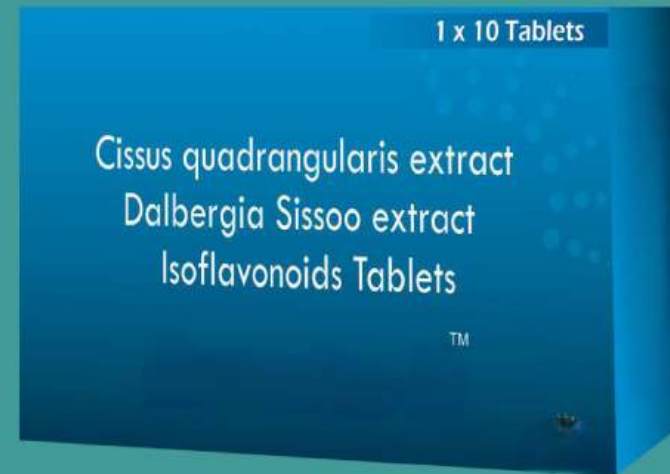 1 x 10 Tablets
Cissus quadrangularis extract
Dalbergia Sissoo extract
Isoflavonoids Tablets
TM